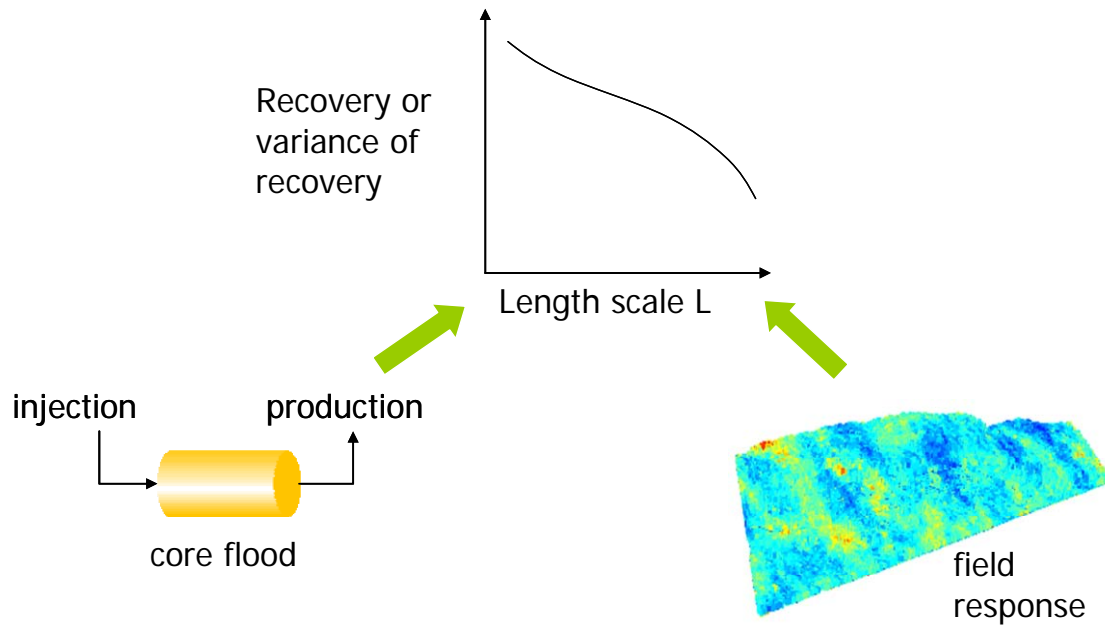 Recovery or
variance of
recovery
Length scale L
injection
production
core flood
field
response